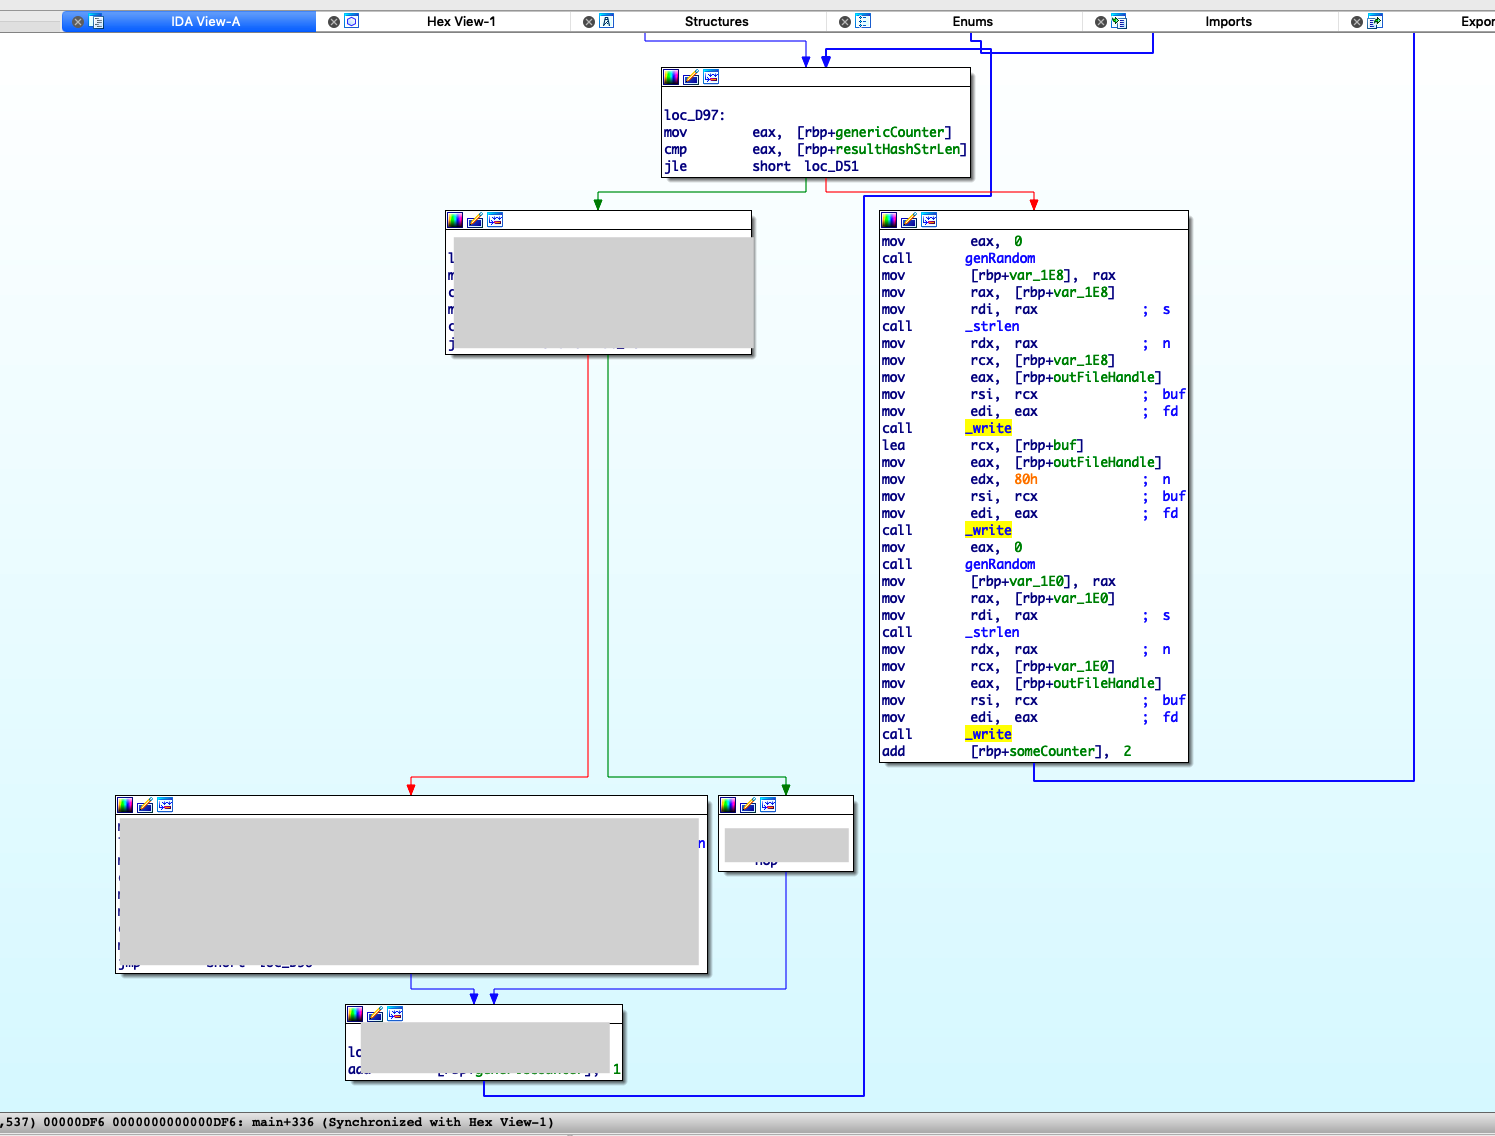 IDA View-A Hex View-1 Structures Enums Imports Expor
loc_D97:
mov eax, [rbp+genericCounter]
cmp eax, [rbp+resultHashStrLen]
jle short loc_D51
mov eax, 0
call genRandom
mov [rbp+var_1E8], rax
mov rax, [rbp+var_1E8]
mov rdi, rax ; s
call _strlen
mov rdx, rax ; n
mov rcx, [rbp+var_1E8]
mov eax, [rbp+outFileHandle]
mov rsi, rcx ; buf
mov edi, eax ; fd
call _write
lea rcx, [rbp+buf]
mov eax, [rbp+outFileHandle]
mov edx, 80h ; n
mov rsi, rcx ; buf
mov edi, eax ; fd
call _write
mov eax, 0
call genRandom
mov [rbp+var_1E0], rax
mov rax, [rbp+var_1E0]
mov rdi, rax ; s
call _strlen
mov rdx, rax ; n
mov rcx, [rbp+var_1E0]
mov eax, [rbp+outFileHandle]
mov rsi, rcx ; buf
mov edi, eax ; fd
call _write
add [rbp+someCounter], 2
nop
jmp short
add 1
,537) 00000DF6 0000000000000DF6: main+336 (Synchronized with Hex View-1)